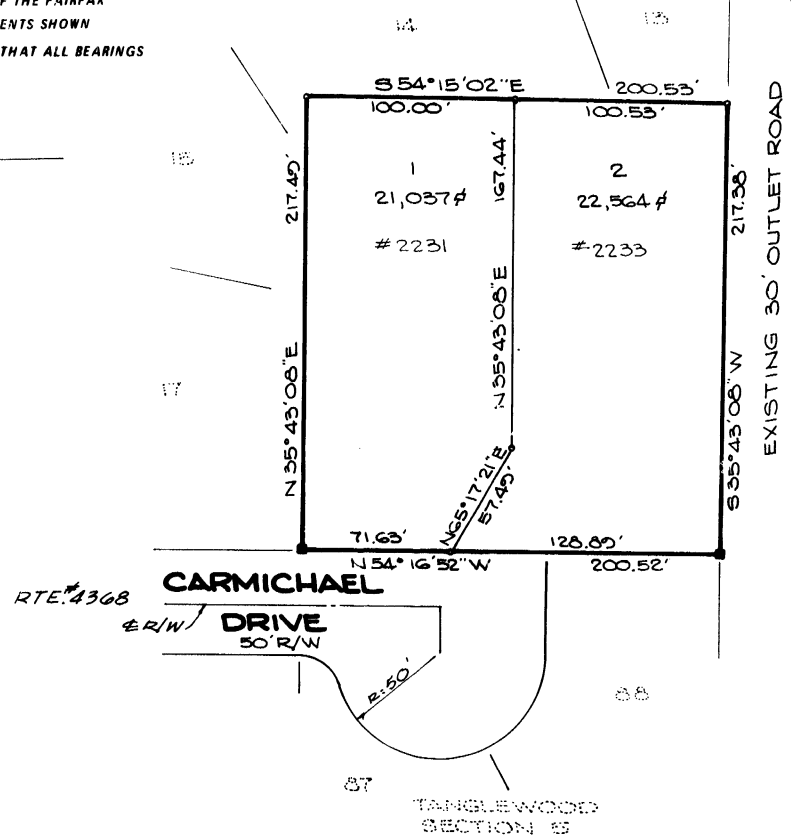 F THE FAIRFAX
ENTS SHOWN
THAT ALL BEARINGS
14
13
S 54°15'02"E
200.53'
100.00'
100.53'
16
217.49'
N 35°43'08"E
1
21,037⌀
#2231
167.44'
N 35°43'08"E
2
22,564⌀
#2233
217.38'
S 35°43'08"W
EXISTING 30' OUTLET ROAD
17
N65°17'21"E
57.49'
71.63'
128.89'
N 54°16'52"W
200.52'
RTE.#4368
CARMICHAEL
DRIVE
℄ R/W
50' R/W
R=50'
88
87
TANGLEWOOD
SECTION 5